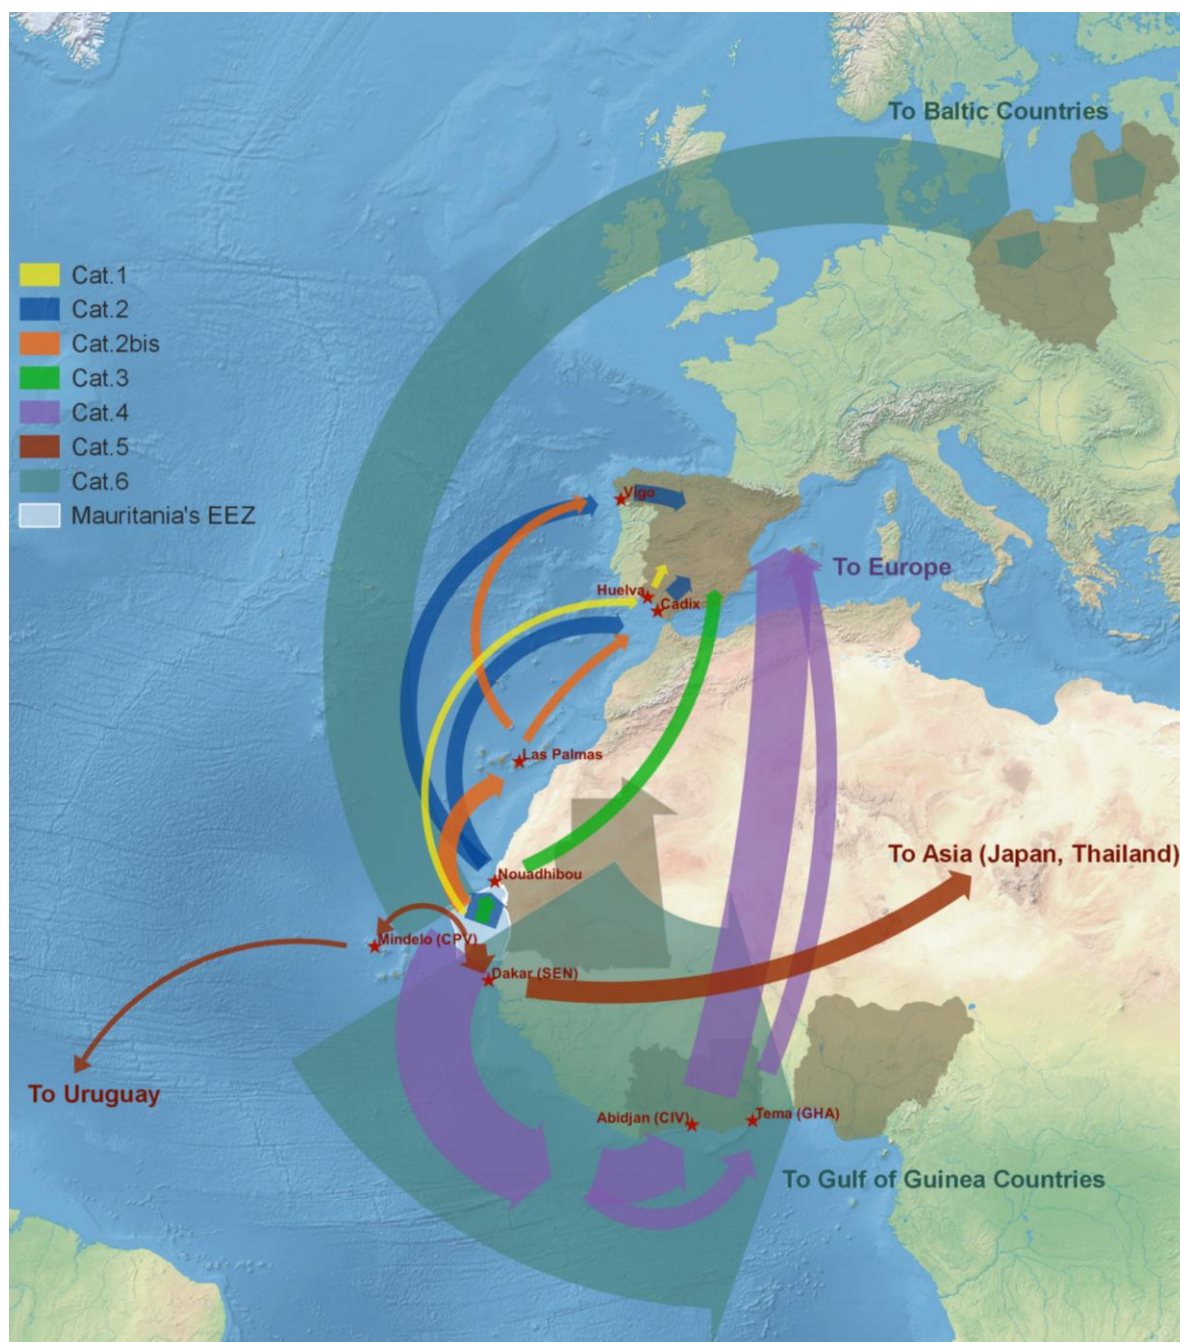 To Baltic Countries
Cat.1
Cat.2
Cat.2bis
Cat.3
Cat.4
Cat.5
Cat.6
Mauritania's EEZ
Vigo
To Europe
Huelva
Cadix
Las Palmas
To Asia (Japan, Thailand)
Nouadhibou
Mindelo (CPV)
Dakar (SEN)
To Uruguay
Abidjan (CIV)
Tema (GHA)
To Gulf of Guinea Countries